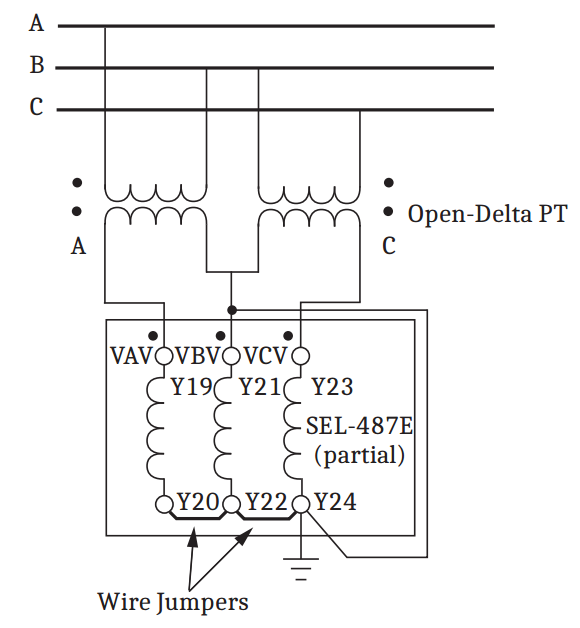 A
B
C
Open-Delta PT
A
C
VAV VBV VCV
Y19 Y21 Y23
SEL-487E
(partial)
Y20 Y22 Y24
Wire Jumpers